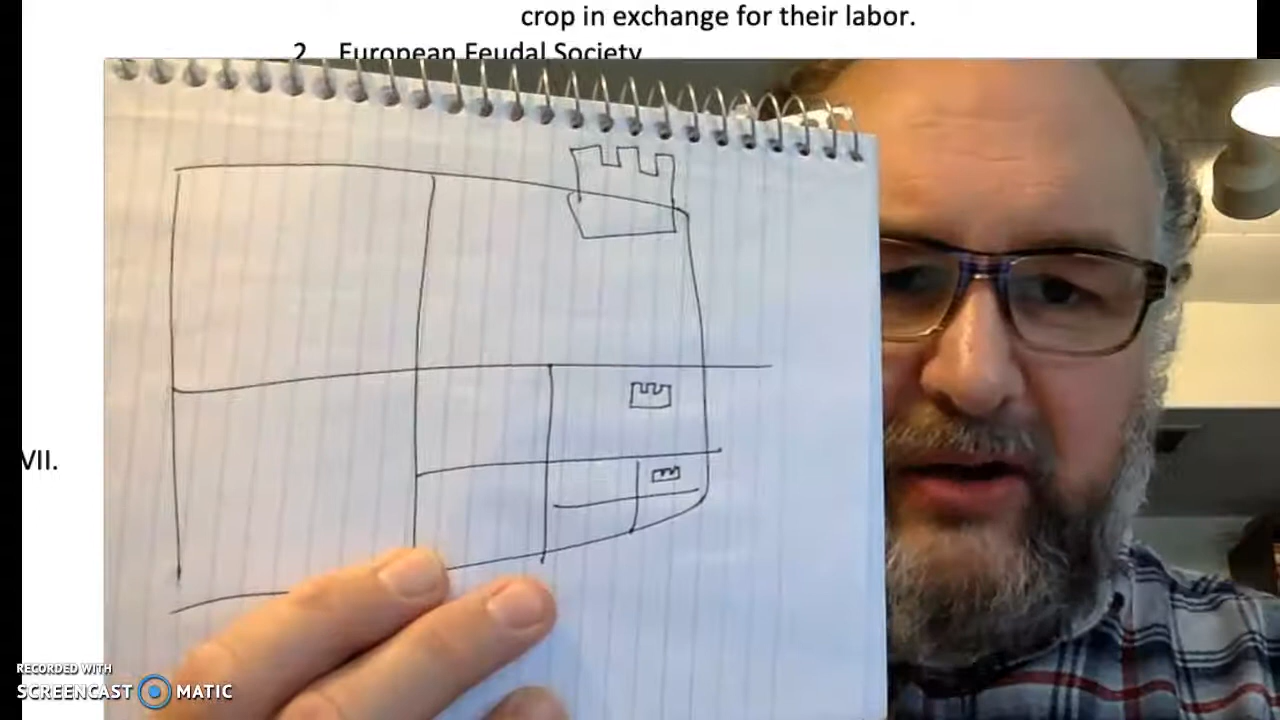 crop in exchange for their labor.
2. European Feudal Society
VII.
RECORDED WITH
SCREENCAST MATIC